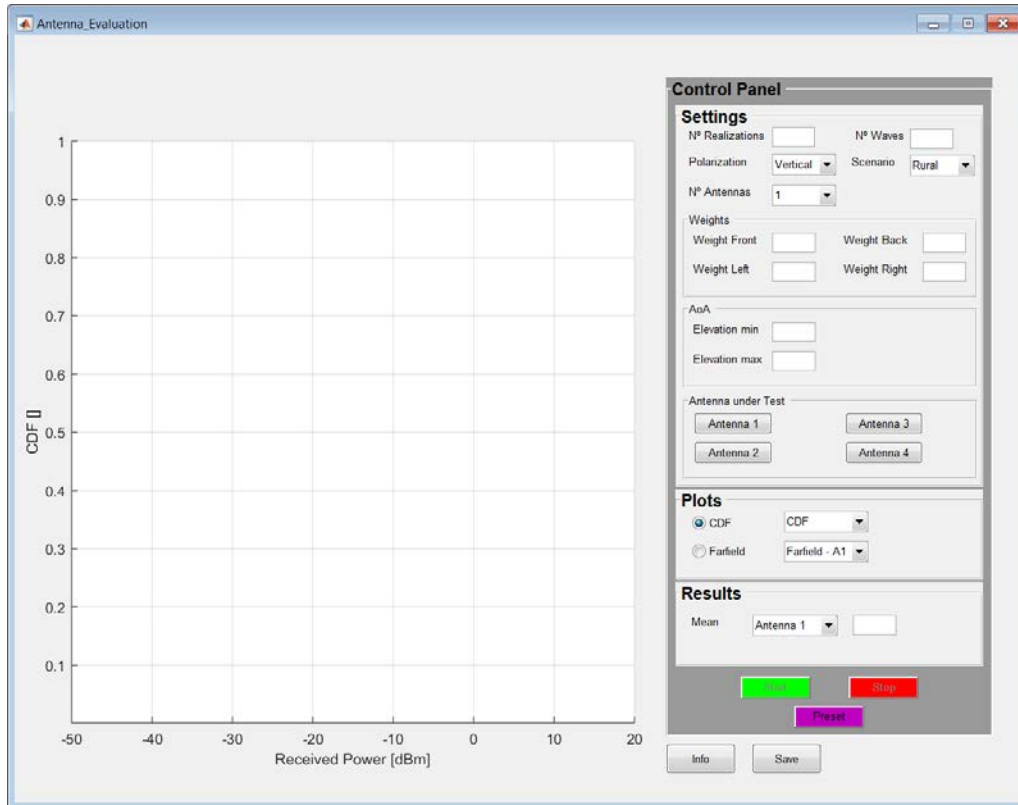 Antenna_Evaluation
Control Panel
Settings
Nº Realizations
Nº Waves
Polarization Vertical Scenario Rural
Nº Antennas 1
Weights
Weight Front Weight Back
Weight Left Weight Right
AoA
Elevation min
Elevation max
Antenna under Test
Antenna 1 Antenna 3
Antenna 2 Antenna 4
Plots
CDF CDF
Farfield Farfield - A1
Results
Mean Antenna 1
Start Stop
Preset
Info Save
1
0.9
0.8
0.7
0.6
0.5
0.4
0.3
0.2
0.1
CDF []
-50 -40 -30 -20 -10 0 10 20
Received Power [dBm]